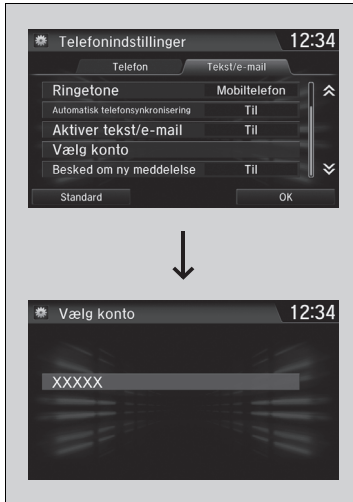 Telefonindstillinger 12:34
Telefon Tekst/e-mail
Ringetone Mobiltelefon
Automatisk telefonsynkronisering Til
Aktiver tekst/e-mail Til
Vælg konto
Besked om ny meddelelse Til
Standard OK
Vælg konto 12:34
XXXXX